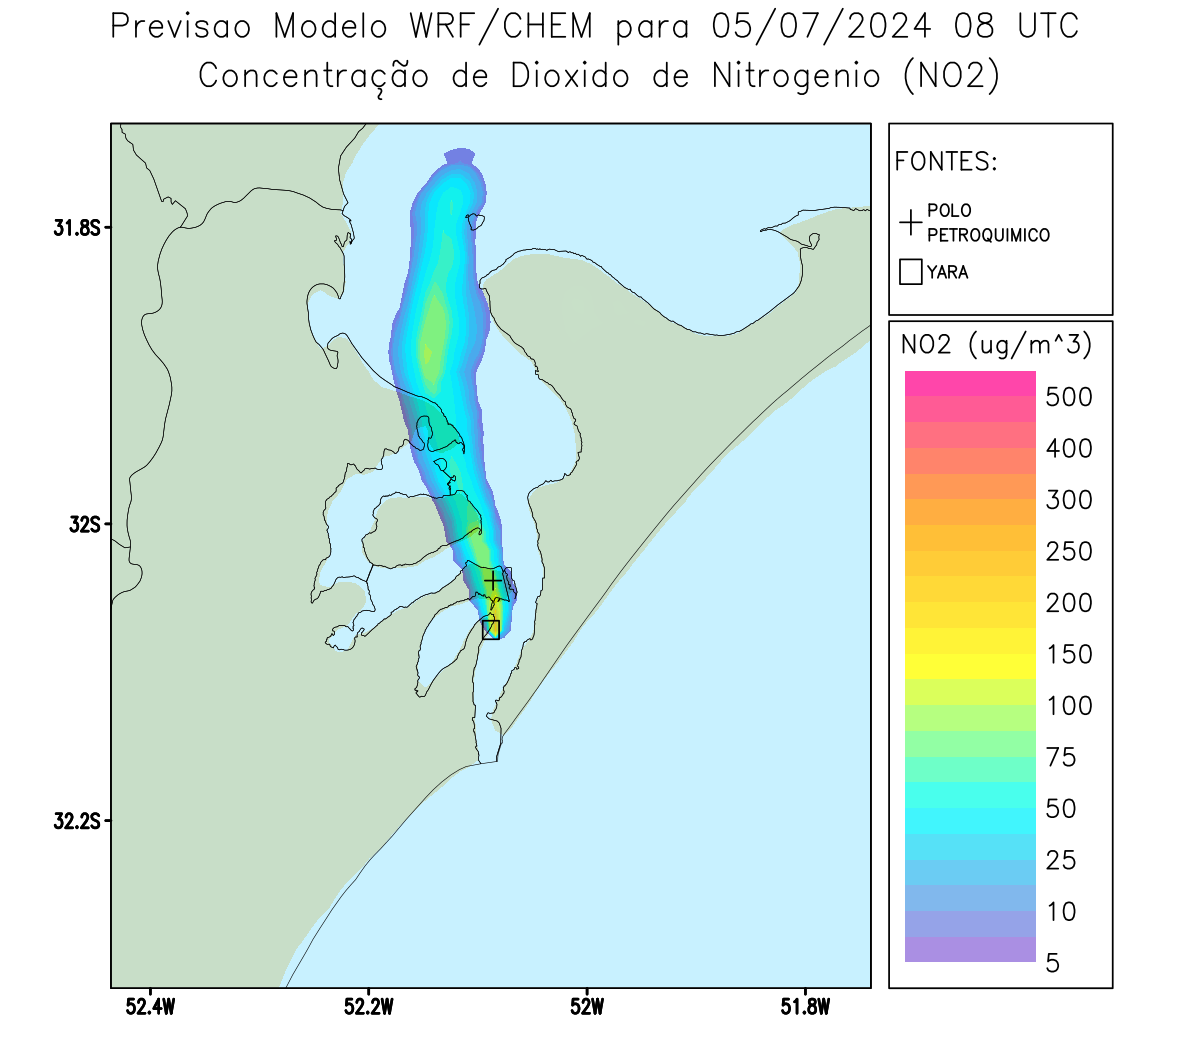 Previsao Modelo WRF/CHEM para 05/07/2024 08 UTC
Concentração de Dioxido de Nitrogenio (NO2)
FONTES:
POLO
PETROQUIMICO
YARA
NO2 (ug/m^3)
500
400
300
250
200
150
100
75
50
25
10
5
31.8S
32S
32.2S
52.4W
52.2W
52W
51.8W